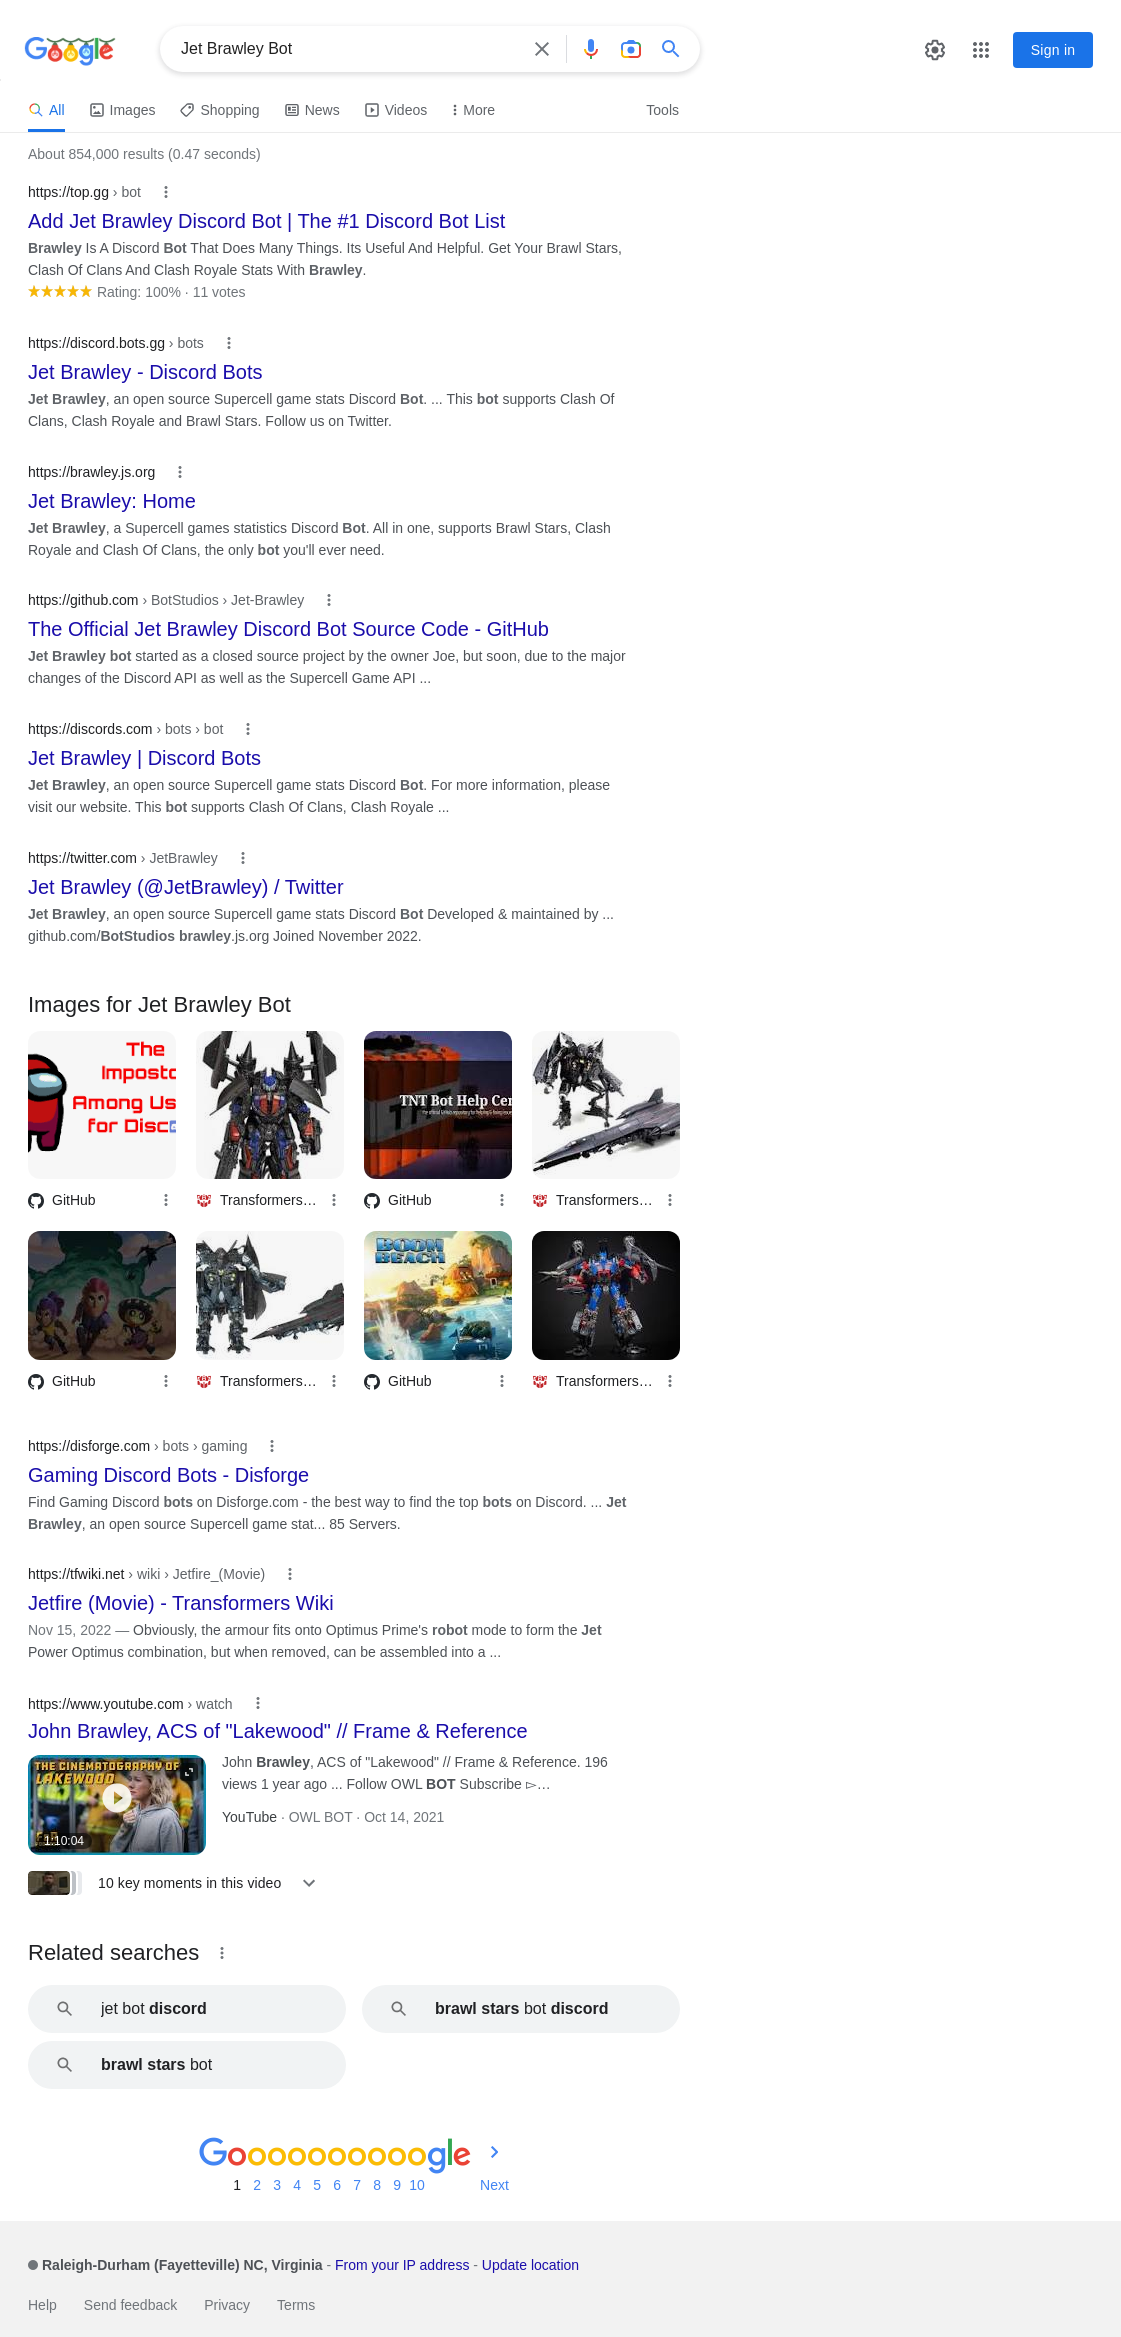 Google
Jet Brawley Bot
Sign in
All
Images
Shopping
News
Videos
More
Tools
About 854,000 results (0.47 seconds)
https://top.gg › bot
Add Jet Brawley Discord Bot | The #1 Discord Bot List
Brawley Is A Discord Bot That Does Many Things. Its Useful And Helpful. Get Your Brawl Stars,
Clash Of Clans And Clash Royale Stats With Brawley.
Rating: 100% · 11 votes
https://discord.bots.gg › bots
Jet Brawley - Discord Bots
Jet Brawley, an open source Supercell game stats Discord Bot. ... This bot supports Clash Of
Clans, Clash Royale and Brawl Stars. Follow us on Twitter.
https://brawley.js.org
Jet Brawley: Home
Jet Brawley, a Supercell games statistics Discord Bot. All in one, supports Brawl Stars, Clash
Royale and Clash Of Clans, the only bot you'll ever need.
https://github.com › BotStudios › Jet-Brawley
The Official Jet Brawley Discord Bot Source Code - GitHub
Jet Brawley bot started as a closed source project by the owner Joe, but soon, due to the major
changes of the Discord API as well as the Supercell Game API ...
https://discords.com › bots › bot
Jet Brawley | Discord Bots
Jet Brawley, an open source Supercell game stats Discord Bot. For more information, please
visit our website. This bot supports Clash Of Clans, Clash Royale ...
https://twitter.com › JetBrawley
Jet Brawley (@JetBrawley) / Twitter
Jet Brawley, an open source Supercell game stats Discord Bot Developed & maintained by ...
github.com/BotStudios brawley.js.org Joined November 2022.
Images for Jet Brawley Bot
The
Imposto
Among Us
for Disc
TNT Bot Help Cer
GitHub
Transformers…
GitHub
Transformers…
BOOM
BEACH
GitHub
Transformers…
GitHub
Transformers…
https://disforge.com › bots › gaming
Gaming Discord Bots - Disforge
Find Gaming Discord bots on Disforge.com - the best way to find the top bots on Discord. ... Jet
Brawley, an open source Supercell game stat... 85 Servers.
https://tfwiki.net › wiki › Jetfire_(Movie)
Jetfire (Movie) - Transformers Wiki
Nov 15, 2022 — Obviously, the armour fits onto Optimus Prime's robot mode to form the Jet
Power Optimus combination, but when removed, can be assembled into a ...
https://www.youtube.com › watch
John Brawley, ACS of "Lakewood" // Frame & Reference
THE CINEMATOGRAPHY OF
LAKEWOOD
1:10:04
John Brawley, ACS of "Lakewood" // Frame & Reference. 196
views 1 year ago ... Follow OWL BOT Subscribe ▻…
YouTube · OWL BOT · Oct 14, 2021
10 key moments in this video
Related searches
jet bot discord
brawl stars bot discord
brawl stars bot
Goooooooooogle
1 2 3 4 5 6 7 8 9 10 Next
Raleigh-Durham (Fayetteville) NC, Virginia - From your IP address - Update location
Help Send feedback Privacy Terms